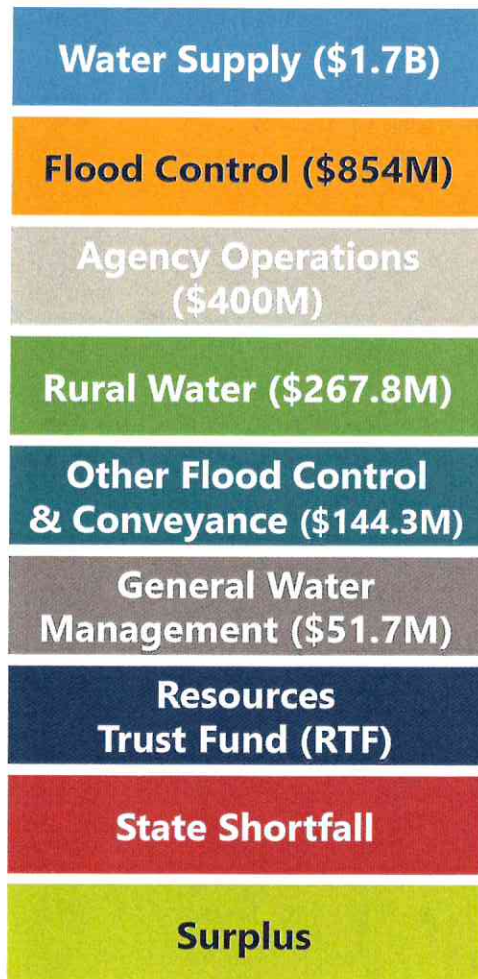 Water Supply ($1.7B)
Flood Control ($854M)
Agency Operations
($400M)
Rural Water ($267.8M)
Other Flood Control
& Conveyance ($144.3M)
General Water
Management ($51.7M)
Resources
Trust Fund (RTF)
State Shortfall
Surplus